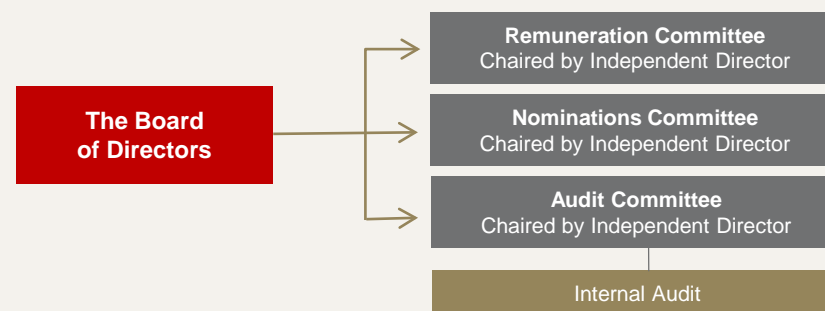 The Board
of Directors
Remuneration Committee
Chaired by Independent Director
Nominations Committee
Chaired by Independent Director
Audit Committee
Chaired by Independent Director
Internal Audit